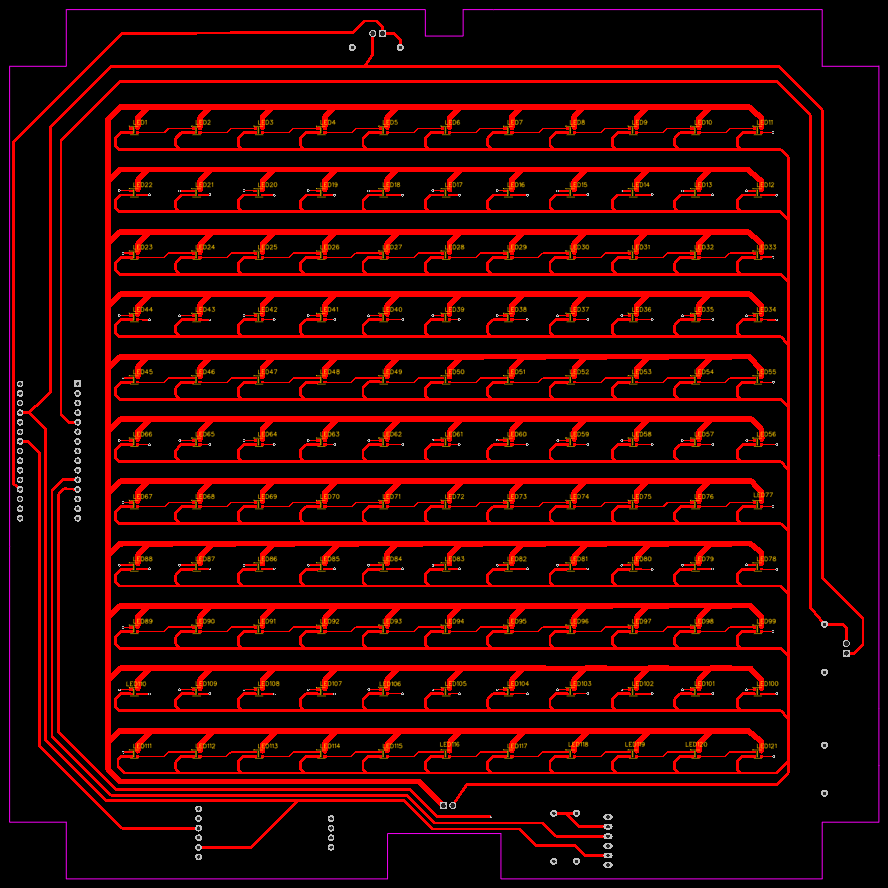 LED1 LED2 LED3 LED4 LED5 LED6 LED7 LED8 LED9 LED10 LED11
LED22 LED21 LED20 LED19 LED18 LED17 LED16 LED15 LED14 LED13 LED12
LED23 LED24 LED25 LED26 LED27 LED28 LED29 LED30 LED31 LED32 LED33
LED44 LED43 LED42 LED41 LED40 LED39 LED38 LED37 LED36 LED35 LED34
LED45 LED46 LED47 LED48 LED49 LED50 LED51 LED52 LED53 LED54 LED55
LED66 LED65 LED64 LED63 LED62 LED61 LED60 LED59 LED58 LED57 LED56
LED67 LED68 LED69 LED70 LED71 LED72 LED73 LED74 LED75 LED76 LED77
LED88 LED87 LED86 LED85 LED84 LED83 LED82 LED81 LED80 LED79 LED78
LED89 LED90 LED91 LED92 LED93 LED94 LED95 LED96 LED97 LED98 LED99
LED110 LED109 LED108 LED107 LED106 LED105 LED104 LED103 LED102 LED101 LED100
LED111 LED112 LED113 LED114 LED115 LED116 LED117 LED118 LED119 LED120 LED121